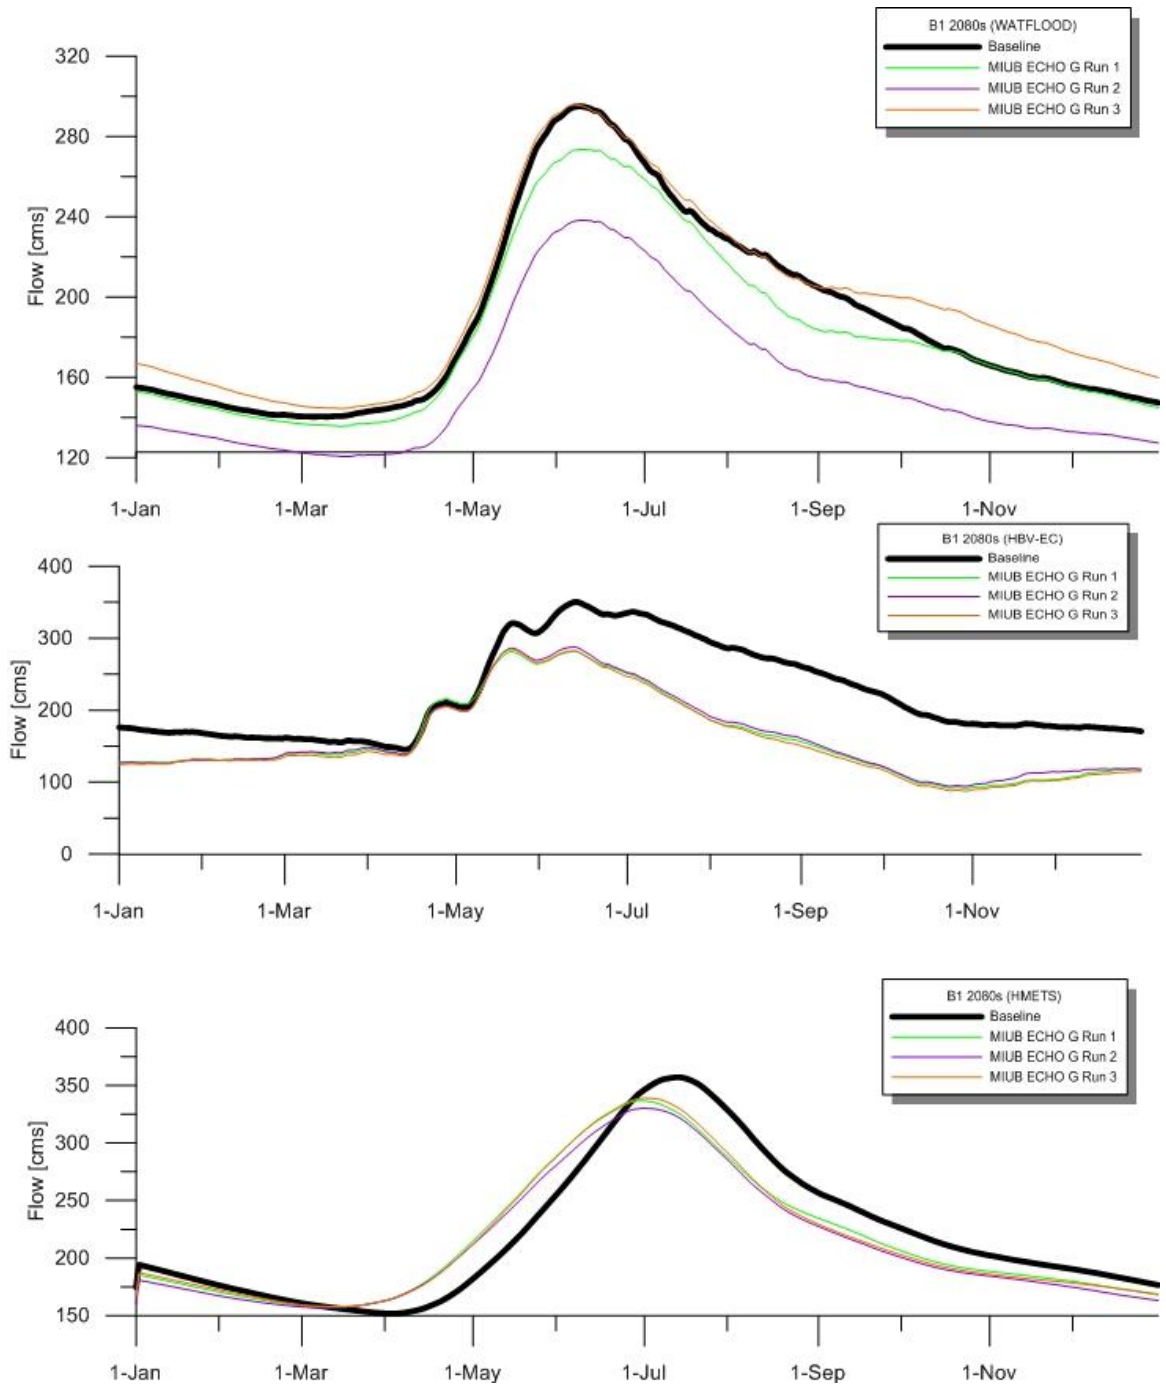 B1 2080s (WATFLOOD)
Baseline
MIUB ECHO G Run 1
MIUB ECHO G Run 2
MIUB ECHO G Run 3
320
280
240
200
160
120
Flow [cms]
1-Jan 1-Mar 1-May 1-Jul 1-Sep 1-Nov
B1 2080s (HBV-EC)
Baseline
MIUB ECHO G Run 1
MIUB ECHO G Run 2
MIUB ECHO G Run 3
400
300
200
100
0
Flow [cms]
1-Jan 1-Mar 1-May 1-Jul 1-Sep 1-Nov
B1 2080s (HMETS)
Baseline
MIUB ECHO G Run 1
MIUB ECHO G Run 2
MIUB ECHO G Run 3
400
350
300
250
200
150
Flow [cms]
1-Jan 1-Mar 1-May 1-Jul 1-Sep 1-Nov